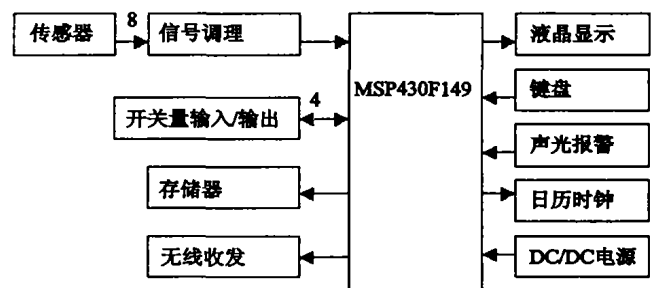 传感器
8
信号调理
MSP430F149
液晶显示
键盘
开关量输入/输出
4
声光报警
存储器
日历时钟
无线收发
DC/DC电源